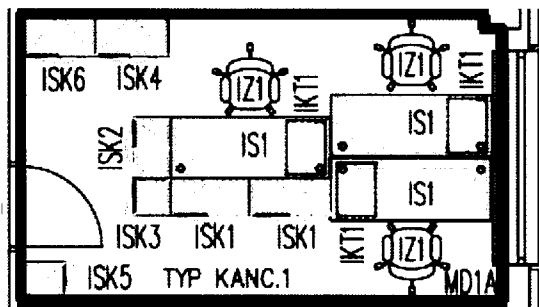 ISK6 ISK4 IZ1 IKT1 IZ1 IKT1
ISK2 IS1 IS1
IS1
ISK3 ISK1 ISK1 IKT1 IZ1
ISK5 TYP KANC.1 MD1A